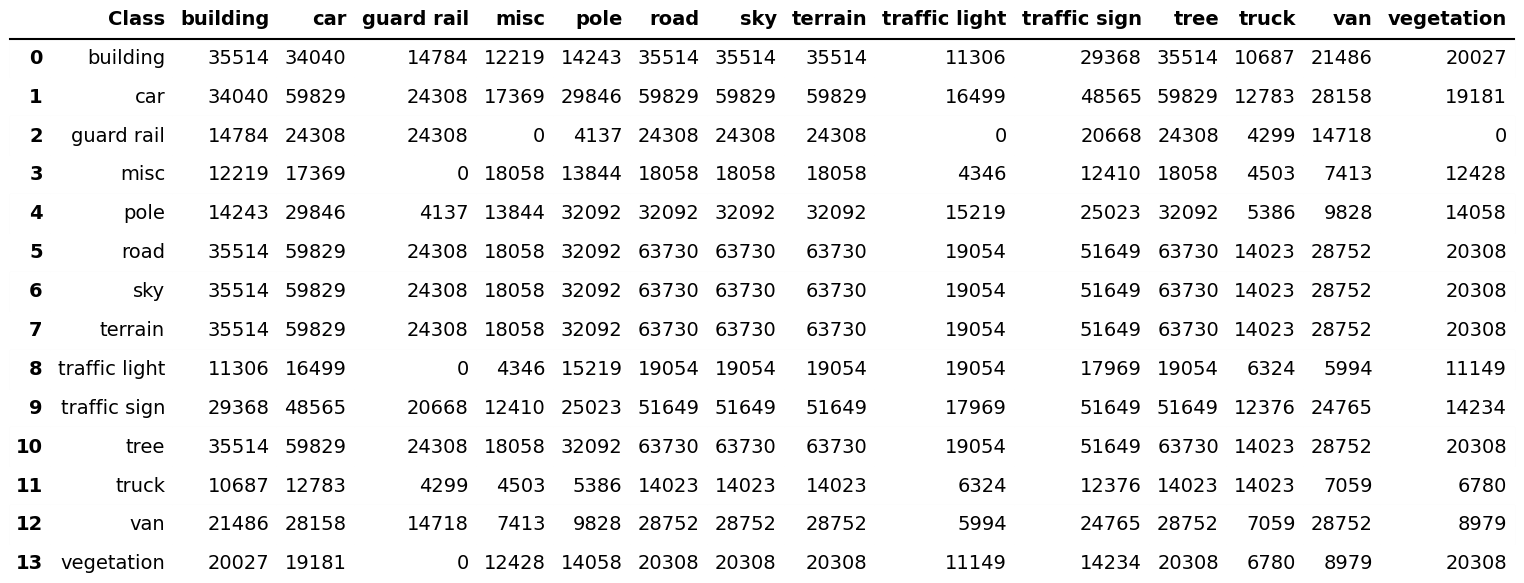 Class building car guard rail misc pole road sky terrain traffic light traffic sign tree truck van vegetation
0 building 35514 34040 14784 12219 14243 35514 35514 35514 11306 29368 35514 10687 21486 20027
1 car 34040 59829 24308 17369 29846 59829 59829 59829 16499 48565 59829 12783 28158 19181
2 guard rail 14784 24308 24308 0 4137 24308 24308 24308 0 20668 24308 4299 14718 0
3 misc 12219 17369 0 18058 13844 18058 18058 18058 4346 12410 18058 4503 7413 12428
4 pole 14243 29846 4137 13844 32092 32092 32092 32092 15219 25023 32092 5386 9828 14058
5 road 35514 59829 24308 18058 32092 63730 63730 63730 19054 51649 63730 14023 28752 20308
6 sky 35514 59829 24308 18058 32092 63730 63730 63730 19054 51649 63730 14023 28752 20308
7 terrain 35514 59829 24308 18058 32092 63730 63730 63730 19054 51649 63730 14023 28752 20308
8 traffic light 11306 16499 0 4346 15219 19054 19054 19054 19054 17969 19054 6324 5994 11149
9 traffic sign 29368 48565 20668 12410 25023 51649 51649 51649 17969 51649 51649 12376 24765 14234
10 tree 35514 59829 24308 18058 32092 63730 63730 63730 19054 51649 63730 14023 28752 20308
11 truck 10687 12783 4299 4503 5386 14023 14023 14023 6324 12376 14023 14023 7059 6780
12 van 21486 28158 14718 7413 9828 28752 28752 28752 5994 24765 28752 7059 28752 8979
13 vegetation 20027 19181 0 12428 14058 20308 20308 20308 11149 14234 20308 6780 8979 20308